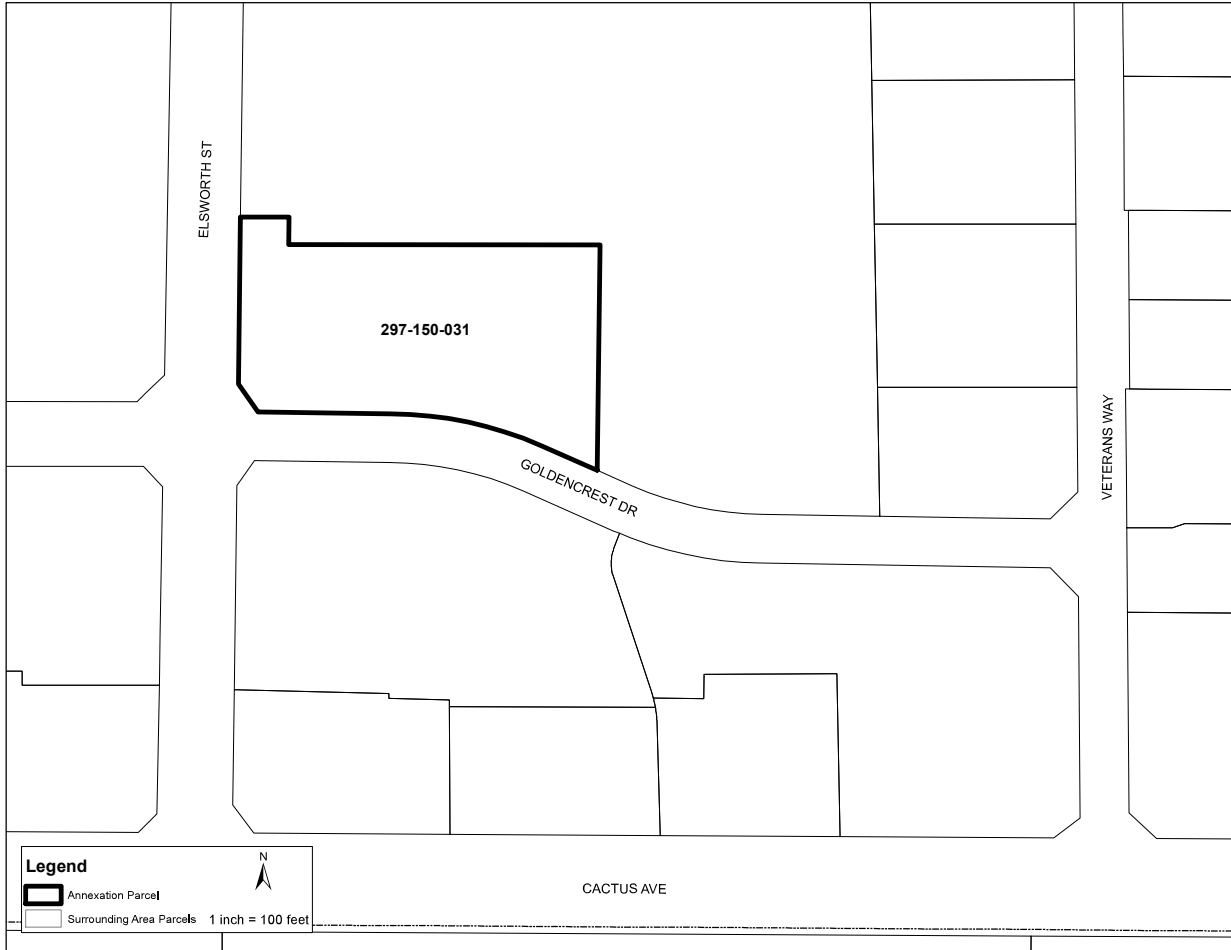 ELSWORTH ST
297-150-031
VETERANS WAY
GOLDENCREST DR
Legend
N
Annexation Parcel
Surrounding Area Parcels
1 inch = 100 feet
CACTUS AVE